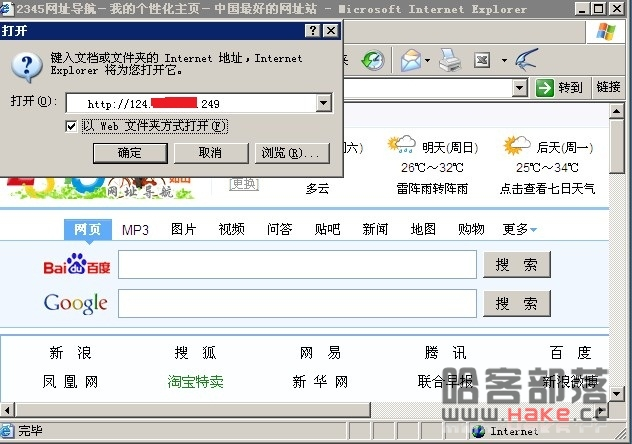 2345网址导航－我的个性化主页－中国最好的网址站 - Microsoft Internet Explorer
打开
键入文档或文件夹的 Internet 地址，Internet
Explorer 将为您打开它。
打开(O):
http://124. 249
以 Web 文件夹方式打开(F)
确定 取消 浏览(R)...
转到 链接
六) 明天(周日) 后天(周一)
26℃～32℃ 25℃～34℃
网址导航 [更换] 多云 雷阵雨转阵雨 点击查看七日天气
网页 MP3 图片 视频 问答 贴吧 新闻 地图 购物 更多
Bai 百度 搜 索
Google 搜 索
新 浪 搜 狐 网 易 腾 讯 百 度
凤 凰 网 淘宝特卖 新 华 网 联合早报 新浪微博
哈客部落
www.Hake.cc
完毕 Internet